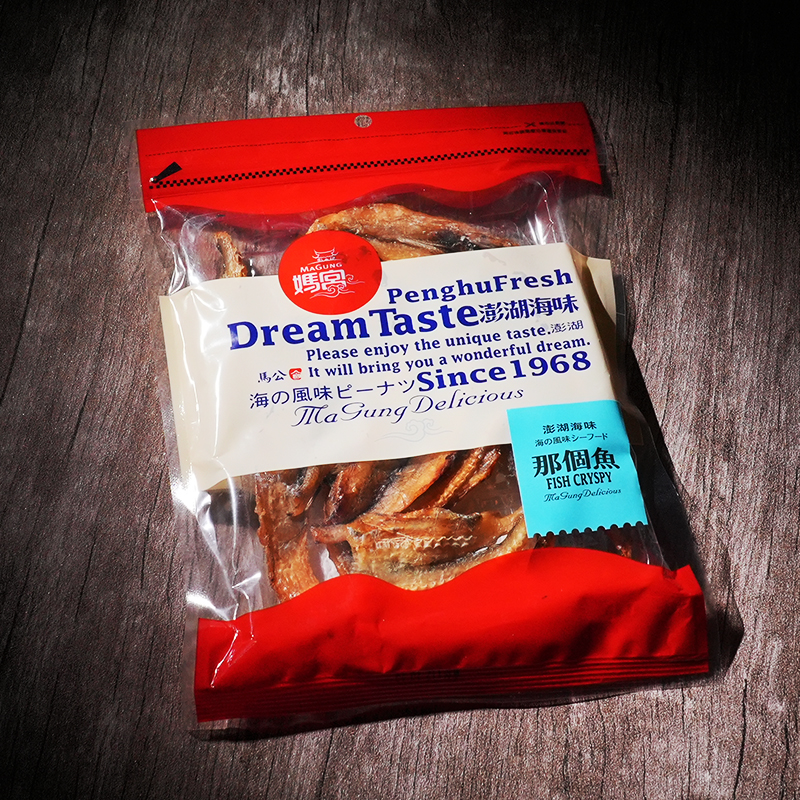 MAGUNG
媽宮
PenghuFresh
DreamTaste澎湖海味
Please enjoy the unique taste.澎湖
馬公 It will bring you a wonderful dream.
海の風味ピーナツSince1968
MaGung Delicious
澎湖海味
海の風味シーフード
那個魚
FISH CRYSPY
MaGung Delicious